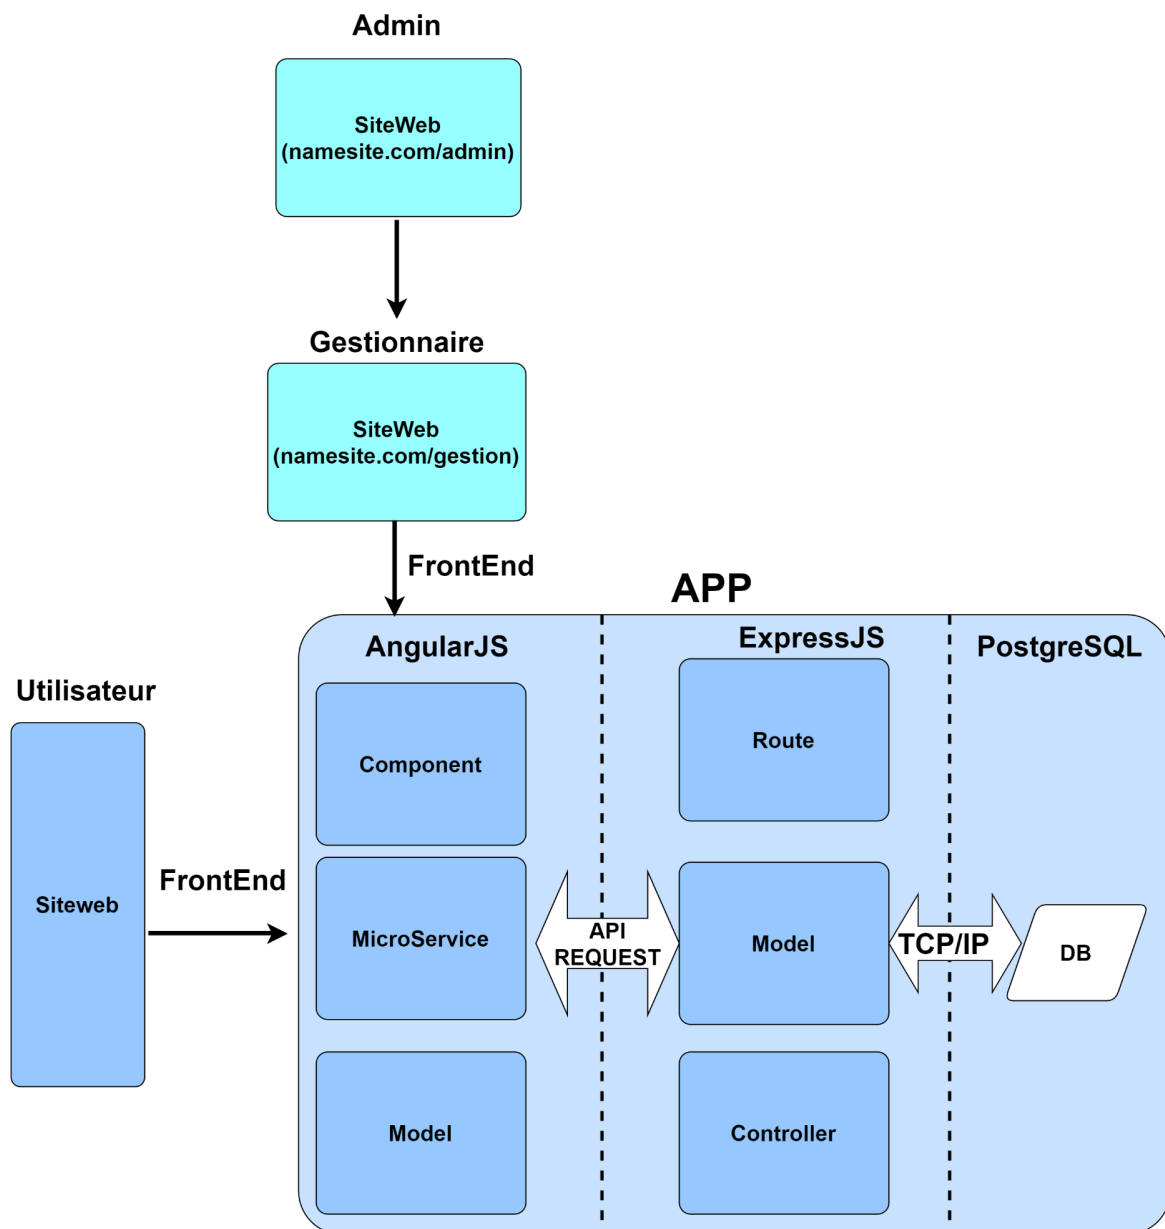 Admin
SiteWeb
(namesite.com/admin)
Gestionnaire
SiteWeb
(namesite.com/gestion)
FrontEnd
APP
AngularJS
ExpressJS
PostgreSQL
Utilisateur
Siteweb
FrontEnd
Component
MicroService
Model
API
REQUEST
Route
Model
Controller
TCP/IP
DB